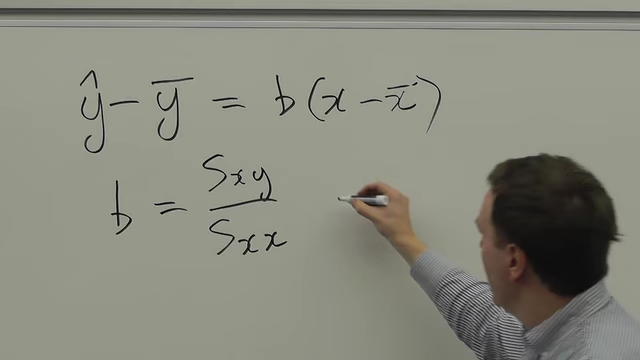 ŷ - ȳ = b(x - x̄)
b = Sxy / Sxx